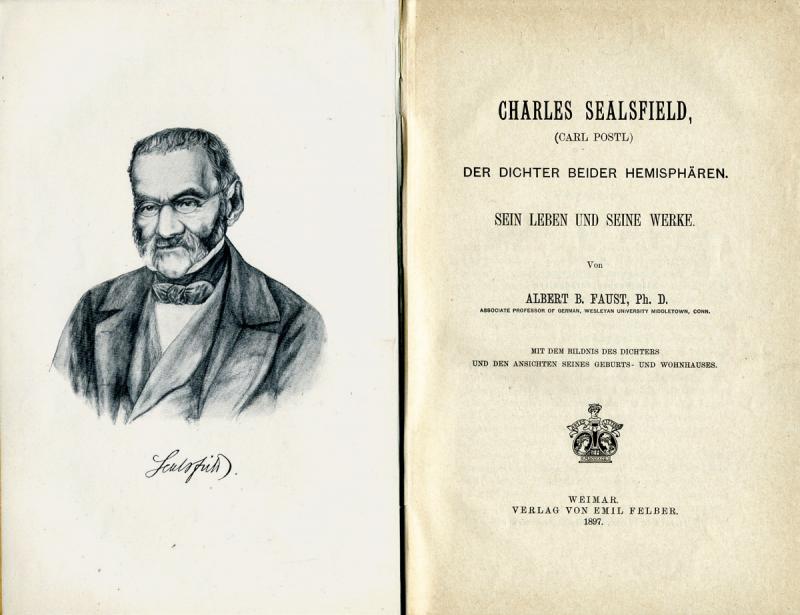 Sealsfield
CHARLES SEALSFIELD,
(CARL POSTL)
DER DICHTER BEIDER HEMISPHÄREN.
SEIN LEBEN UND SEINE WERKE.
Von
ALBERT B. FAUST, Ph. D.
ASSOCIATE PROFESSOR OF GERMAN, WESLEYAN UNIVERSITY MIDDLETOWN, CONN.
MIT DEM BILDNIS DES DICHTERS
UND DEN ANSICHTEN SEINES GEBURTS- UND WOHNHAUSES.
WEIMAR.
VERLAG VON EMIL FELBER.
1897.